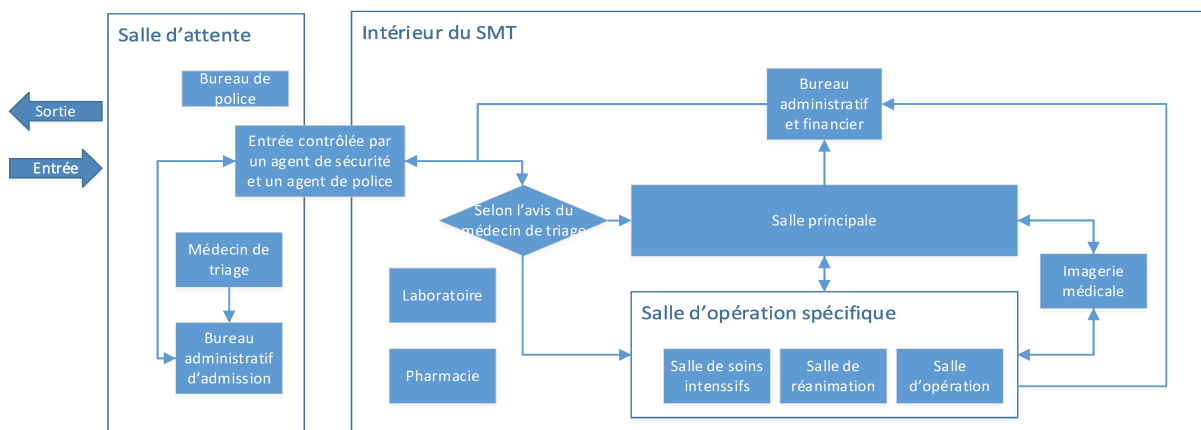 Salle d'attente
Intérieur du SMT
Bureau de
police
Sortie
Entrée
Entrée contrôlée par
un agent de sécurité
et un agent de police
Bureau
administratif
et financier
Selon l'avis du
médecin de triage
Salle principale
Médecin de
triage
Bureau
administratif
d'admission
Laboratoire
Pharmacie
Imagerie
médicale
Salle d'opération spécifique
Salle de soins
intenssifs
Salle de
réanimation
Salle
d'opération